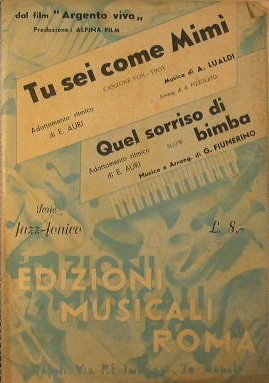 dal film "Argento vivo„
Produzione: ALPINA FILM
Tu sei come Mimì
CANZONE-FOX-TROT
Musica di A. LUALDI
Adattamento ritmico
di E. AURI
Quel sorriso di
bimba
Adattamento ritmico
di E. AURI
SLOW
Musica e Arrang. di G. FIUMERINO
Serie
Jazz-fonico
L. 8.-
EDIZIONI
MUSICALI
ROMA